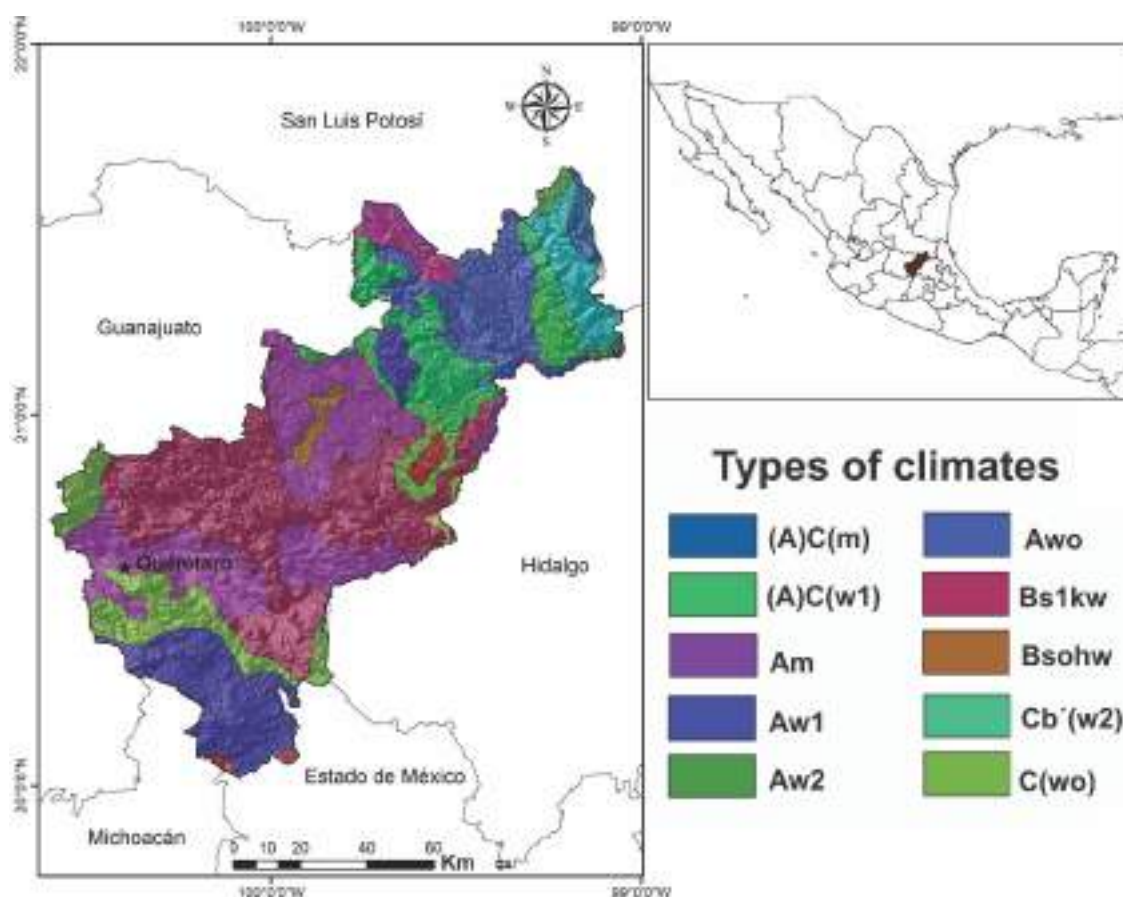 100°0'0"W
99°0'0"W
22°0'0"N
21°0'0"N
20°0'0"N
N
W
E
S
San Luis Potosí
Guanajuato
Querétaro
Hidalgo
Estado de México
Michoacán
0 10 20 40 60
Km
100°0'0"W
99°0'0"W
Types of climates
(A)C(m)
(A)C(w1)
Am
Aw1
Aw2
Awo
Bs1kw
Bsohw
Cb´(w2)
C(wo)